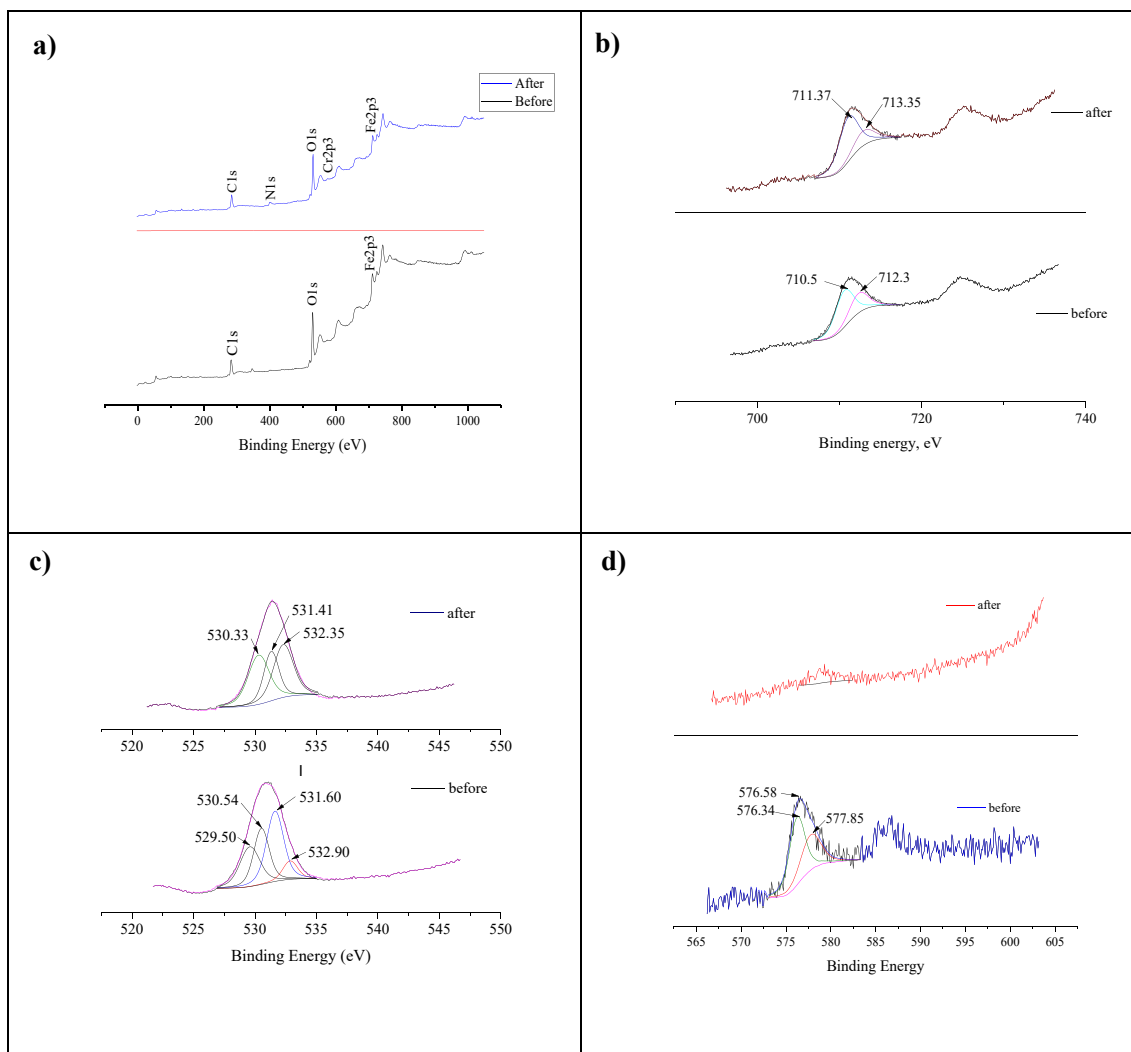 a)
After
Before
C1s
N1s
O1s
Cr2p3
Fe2p3
C1s
O1s
Fe2p3
0 200 400 600 800 1000
Binding Energy (eV)
b)
711.37
713.35
after
710.5
712.3
before
700 720 740
Binding energy, eV
c)
530.33
531.41
532.35
after
520 525 530 535 540 545 550
529.50
530.54
531.60
532.90
before
520 525 530 535 540 545 550
Binding Energy (eV)
d)
after
576.58
576.34
577.85
before
565 570 575 580 585 590 595 600 605
Binding Energy